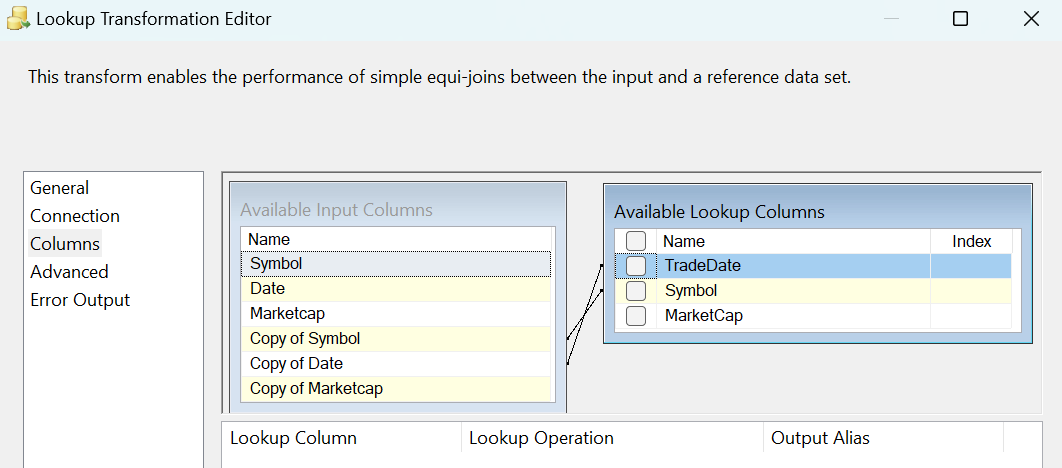 Lookup Transformation Editor
This transform enables the performance of simple equi-joins between the input and a reference data set.
General
Connection
Columns
Advanced
Error Output
Available Input Columns
Name
Symbol
Date
Marketcap
Copy of Symbol
Copy of Date
Copy of Marketcap
Available Lookup Columns
Name Index
TradeDate
Symbol
MarketCap
Lookup Column Lookup Operation Output Alias